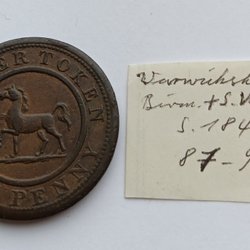 ER TOKEN
PENNY
Warwicksh
Birm. + S. W
S. 184
87-9